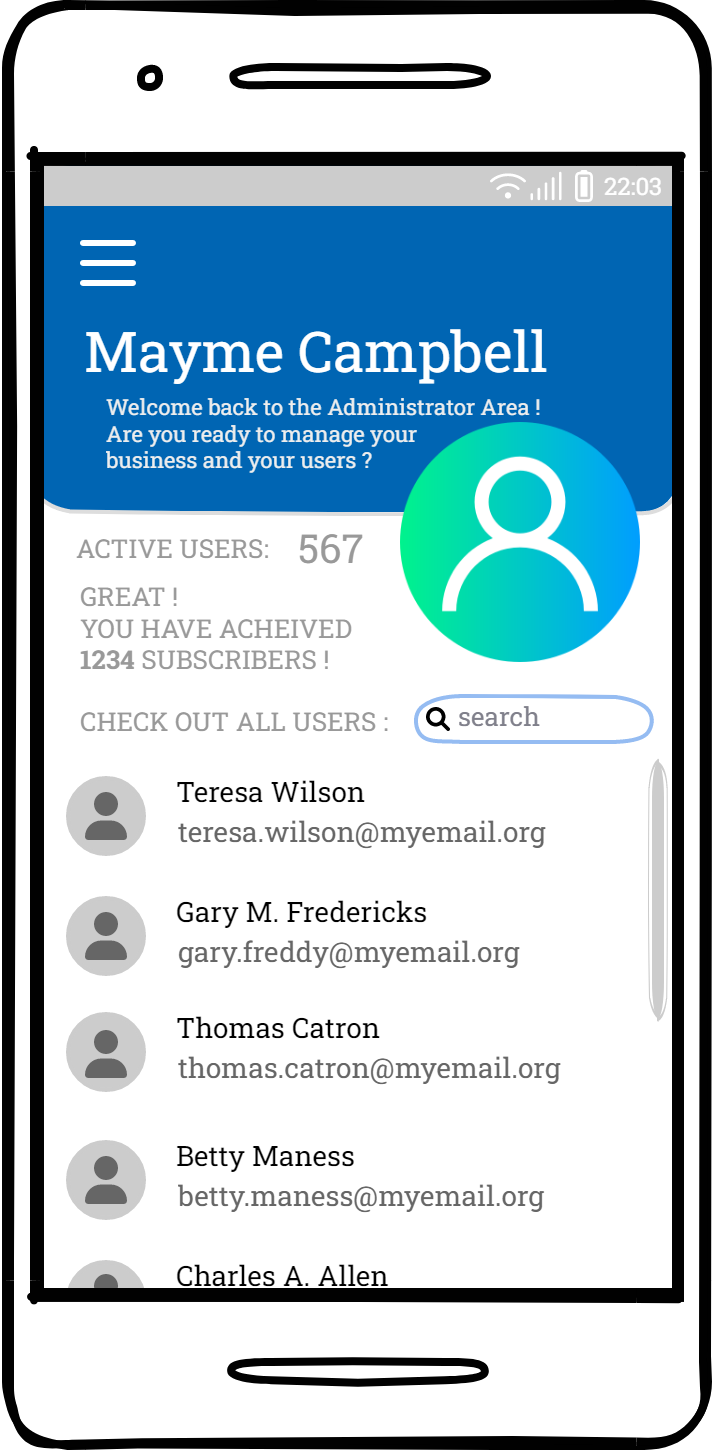 22:03
Mayme Campbell
Welcome back to the Administrator Area !
Are you ready to manage your
business and your users ?
ACTIVE USERS: 567
GREAT !
YOU HAVE ACHEIVED
1234 SUBSCRIBERS !
CHECK OUT ALL USERS : search
Teresa Wilson
teresa.wilson@myemail.org
Gary M. Fredericks
gary.freddy@myemail.org
Thomas Catron
thomas.catron@myemail.org
Betty Maness
betty.maness@myemail.org
Charles A. Allen